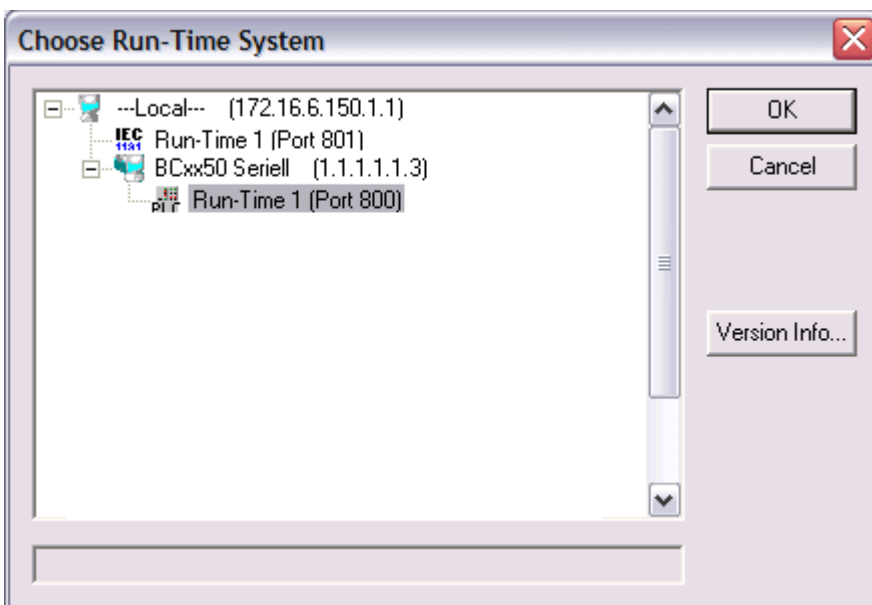 Choose Run-Time System
---Local--- (172.16.6.150.1.1)
IEC
1131
Run-Time 1 (Port 801)
BCxx50 Seriell (1.1.1.1.1.3)
PLC
Run-Time 1 (Port 800)
OK
Cancel
Version Info...